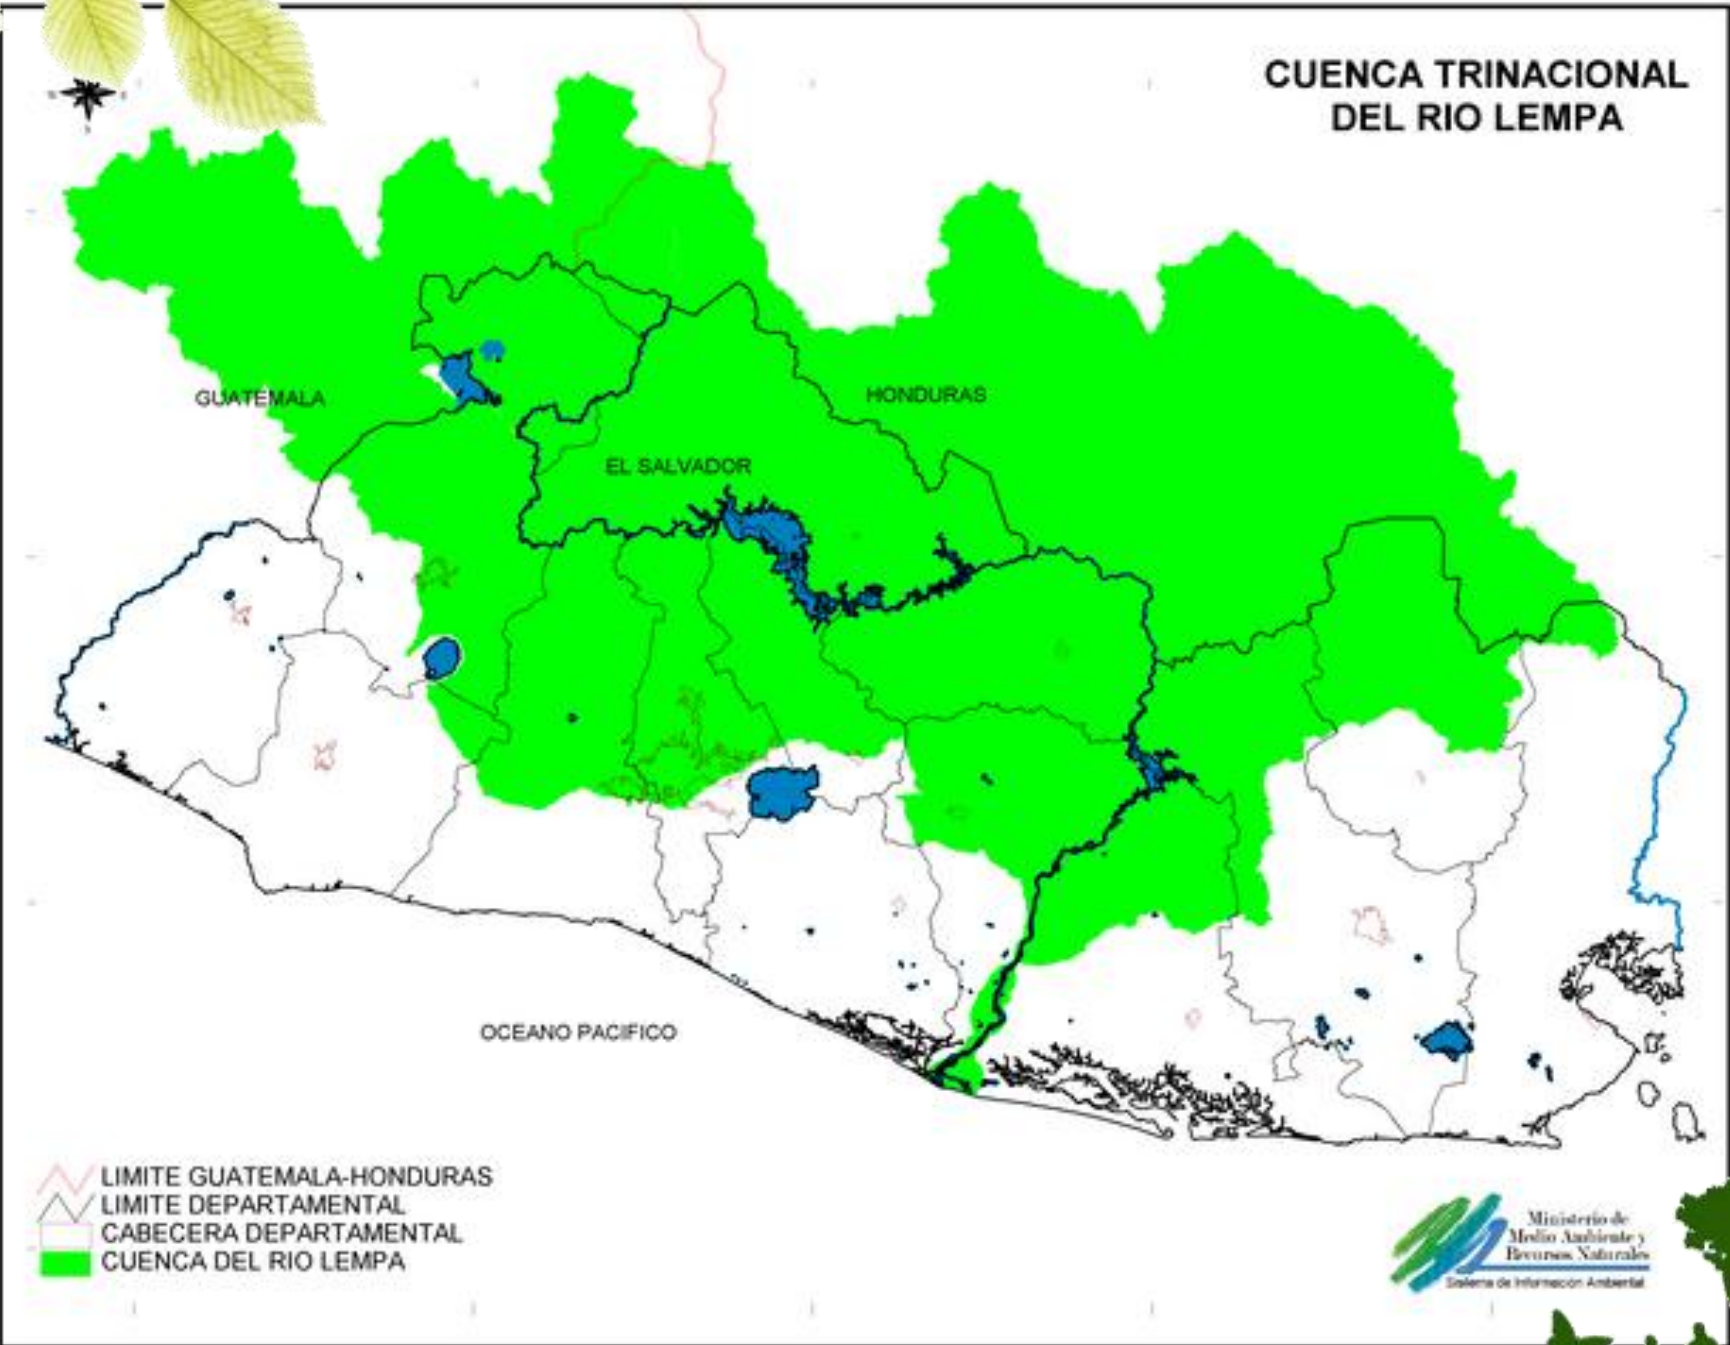 CUENCA TRINACIONAL
DEL RIO LEMPA
GUATEMALA
HONDURAS
EL SALVADOR
OCEANO PACIFICO
LIMITE GUATEMALA-HONDURAS
LIMITE DEPARTAMENTAL
CABECERA DEPARTAMENTAL
CUENCA DEL RIO LEMPA
Ministerio de
Medio Ambiente y
Recursos Naturales
Sistema de Información Ambiental